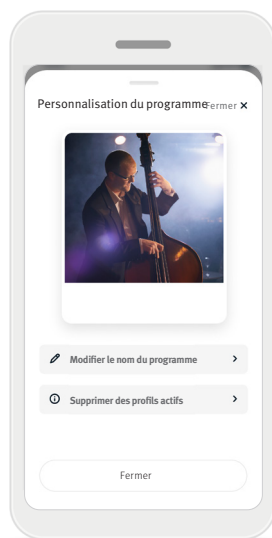 Personnalisation du programme Fermer ×
Modifier le nom du programme
Supprimer des profils actifs
Fermer